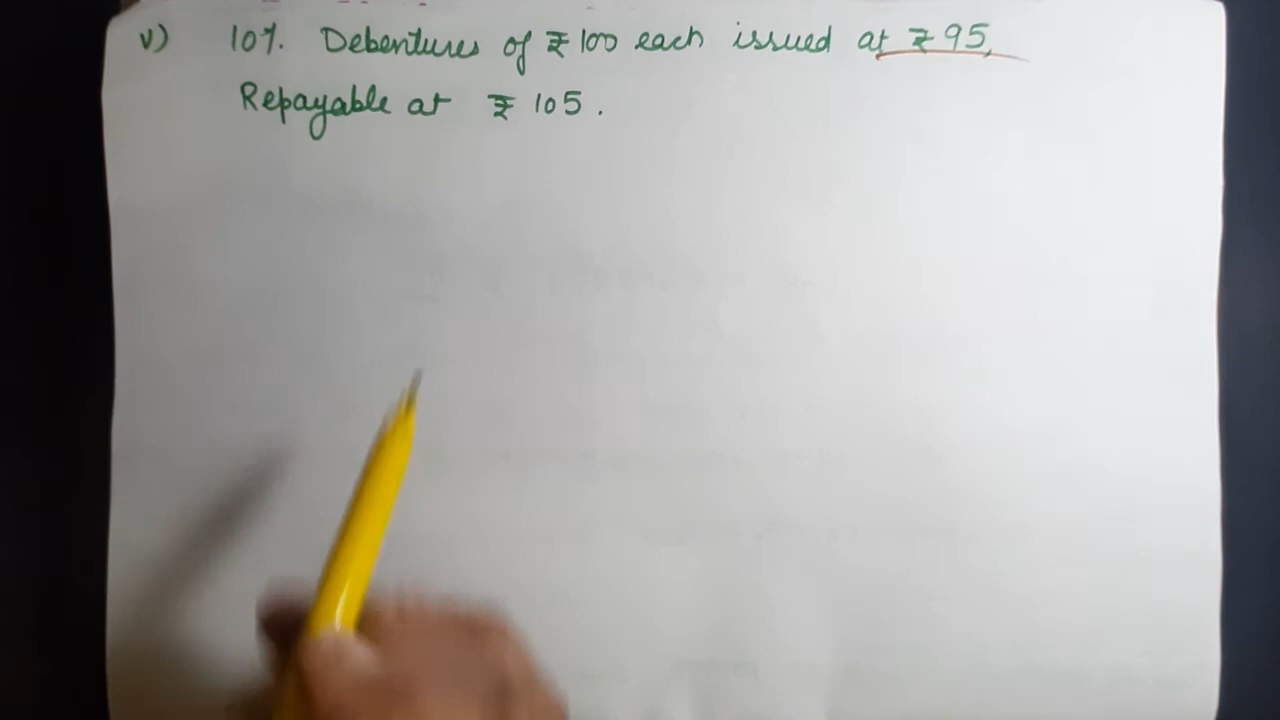 v) 10%. Debentures of ₹ 100 each issued at ₹ 95,
Repayable at ₹ 105.